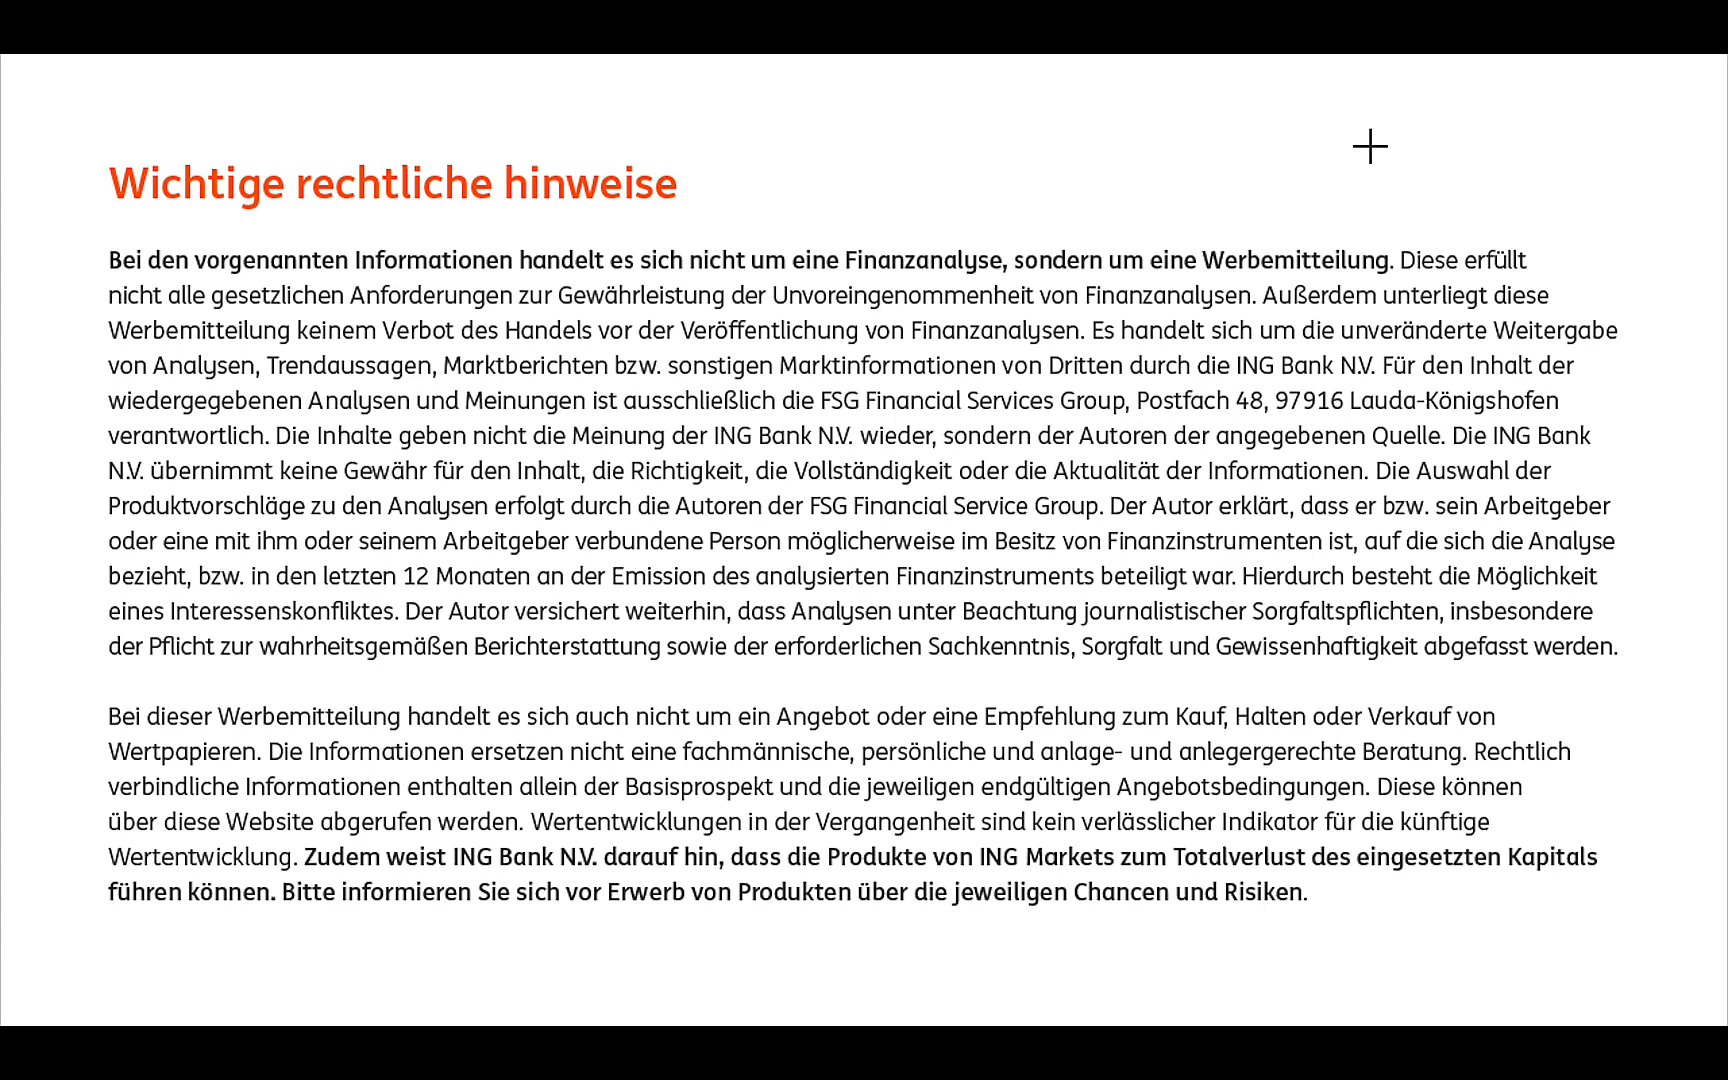 Wichtige rechtliche hinweise
Bei den vorgenannten Informationen handelt es sich nicht um eine Finanzanalyse, sondern um eine Werbemitteilung. Diese erfüllt
nicht alle gesetzlichen Anforderungen zur Gewährleistung der Unvoreingenommenheit von Finanzanalysen. Außerdem unterliegt diese
Werbemitteilung keinem Verbot des Handels vor der Veröffentlichung von Finanzanalysen. Es handelt sich um die unveränderte Weitergabe
von Analysen, Trendaussagen, Marktberichten bzw. sonstigen Marktinformationen von Dritten durch die ING Bank N.V. Für den Inhalt der
wiedergegebenen Analysen und Meinungen ist ausschließlich die FSG Financial Services Group, Postfach 48, 97916 Lauda-Königshofen
verantwortlich. Die Inhalte geben nicht die Meinung der ING Bank N.V. wieder, sondern der Autoren der angegebenen Quelle. Die ING Bank
N.V. übernimmt keine Gewähr für den Inhalt, die Richtigkeit, die Vollständigkeit oder die Aktualität der Informationen. Die Auswahl der
Produktvorschläge zu den Analysen erfolgt durch die Autoren der FSG Financial Service Group. Der Autor erklärt, dass er bzw. sein Arbeitgeber
oder eine mit ihm oder seinem Arbeitgeber verbundene Person möglicherweise im Besitz von Finanzinstrumenten ist, auf die sich die Analyse
bezieht, bzw. in den letzten 12 Monaten an der Emission des analysierten Finanzinstruments beteiligt war. Hierdurch besteht die Möglichkeit
eines Interessenskonfliktes. Der Autor versichert weiterhin, dass Analysen unter Beachtung journalistischer Sorgfaltspflichten, insbesondere
der Pflicht zur wahrheitsgemäßen Berichterstattung sowie der erforderlichen Sachkenntnis, Sorgfalt und Gewissenhaftigkeit abgefasst werden.
Bei dieser Werbemitteilung handelt es sich auch nicht um ein Angebot oder eine Empfehlung zum Kauf, Halten oder Verkauf von
Wertpapieren. Die Informationen ersetzen nicht eine fachmännische, persönliche und anlage- und anlegergerechte Beratung. Rechtlich
verbindliche Informationen enthalten allein der Basisprospekt und die jeweiligen endgültigen Angebotsbedingungen. Diese können
über diese Website abgerufen werden. Wertentwicklungen in der Vergangenheit sind kein verlässlicher Indikator für die künftige
Wertentwicklung. Zudem weist ING Bank N.V. darauf hin, dass die Produkte von ING Markets zum Totalverlust des eingesetzten Kapitals
führen können. Bitte informieren Sie sich vor Erwerb von Produkten über die jeweiligen Chancen und Risiken.